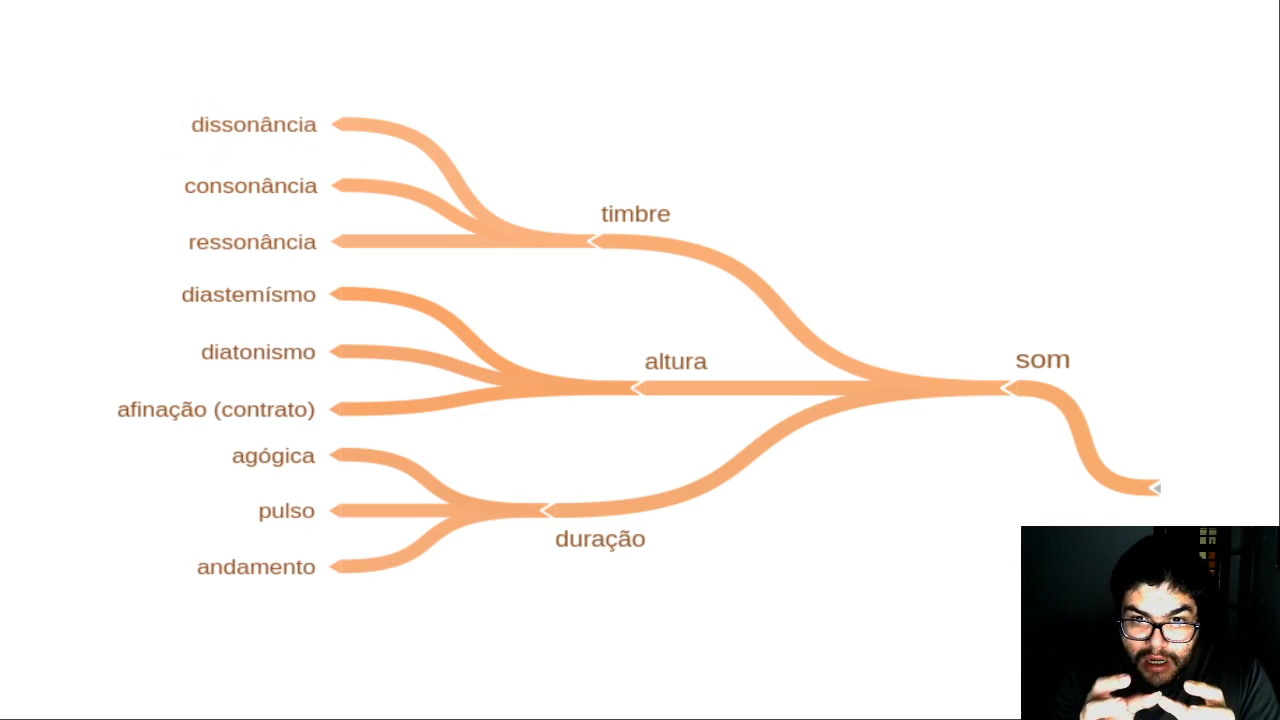 dissonância
consonância
ressonância
timbre
diastemísmo
diatonismo
afinação (contrato)
altura
som
agógica
pulso
andamento
duração